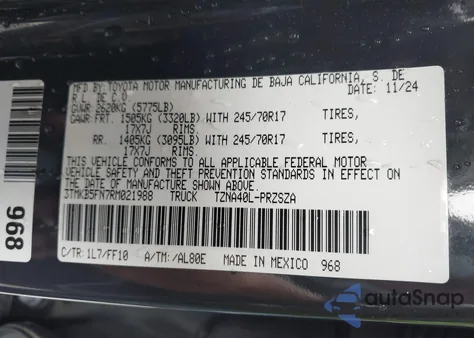 MFD. BY: TOYOTA MOTOR MANUFACTURING DE BAJA CALIFORNIA, S. DE
R. L. DE C. V. 11/24
GVWR: 2620KG (5775LB)
GAWR: FRT. 1505KG (3320LB) WITH 245/70R17 TIRES,
17X7J RIMS.
RR. 1405KG (3095LB) WITH 245/70R17 TIRES,
17X7J RIMS.
THIS VEHICLE CONFORMS TO ALL APPLICABLE FEDERAL MOTOR
VEHICLE SAFETY AND THEFT PREVENTION STANDARDS IN EFFECT
ON THE DATE OF MANUFACTURE SHOWN ABOVE.
3TMKB5FN7RM021988 TRUCK TZNA40L-PRZSZA
C/TR: 1L7/FF10 A/TM: /AL80E MADE IN MEXICO 968
968
autoSnap